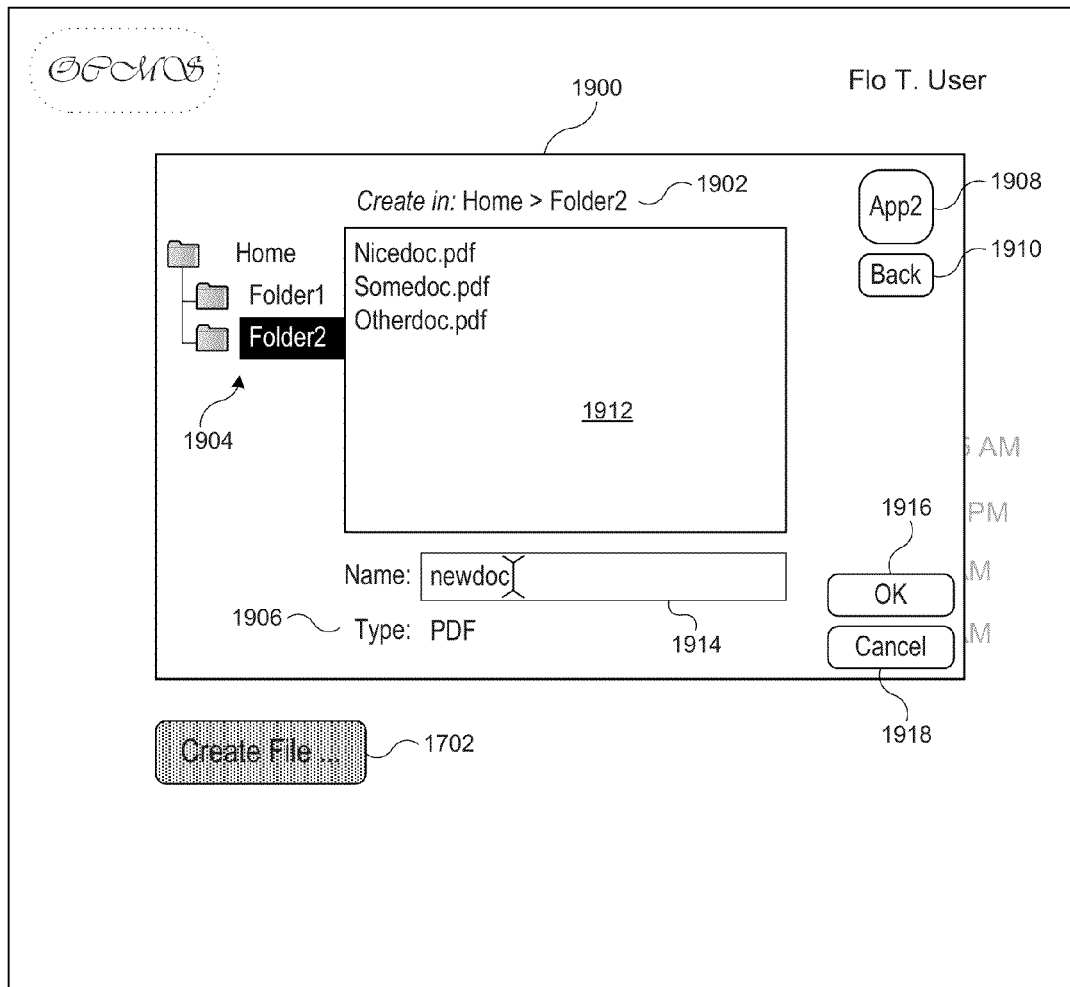 Flo T. User
1900
Create in: Home > Folder2
1902
App2
1908
Back
1910
Home
Folder1
Folder2
1904
Nicedoc.pdf
Somedoc.pdf
Otherdoc.pdf
1912
AM
PM
1916
Name: newdoc
OK
1906
Type: PDF
1914
Cancel
1918
Create File ...
1702